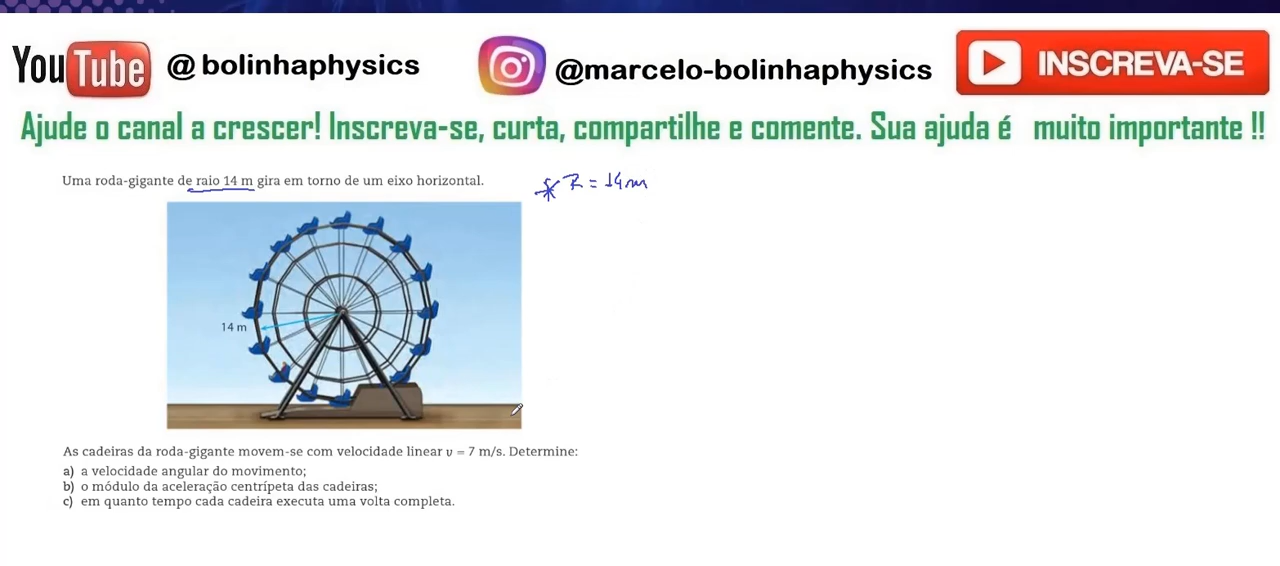 YouTube @bolinhaphysics @marcelo-bolinhaphysics INSCREVA-SE
Ajude o canal a crescer! Inscreva-se, curta, compartilhe e comente. Sua ajuda é muito importante !!
Uma roda-gigante de raio 14 m gira em torno de um eixo horizontal. * R = 14m
14 m
As cadeiras da roda-gigante movem-se com velocidade linear v = 7 m/s. Determine:
a) a velocidade angular do movimento;
b) o módulo da aceleração centrípeta das cadeiras;
c) em quanto tempo cada cadeira executa uma volta completa.